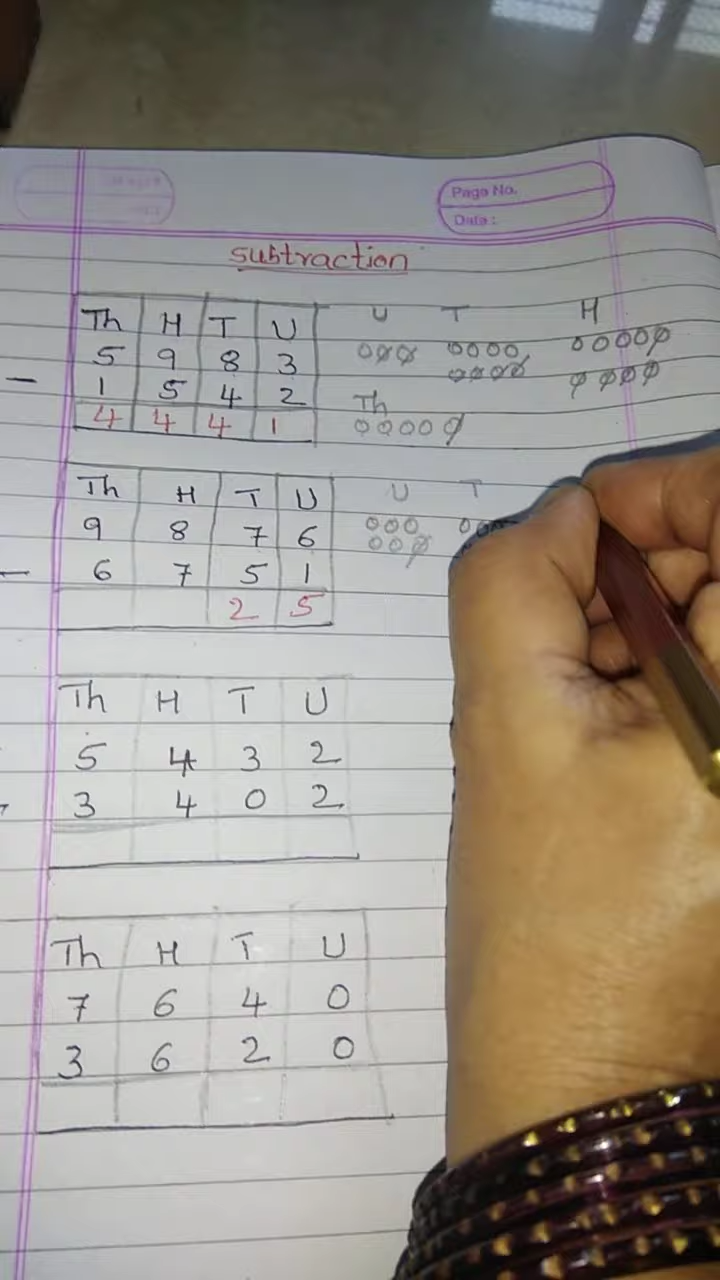 Page No.
Date :
subtraction
Th H T U U T H
5 9 8 3
- 1 5 4 2 Th
4 4 4 1
Th H T U U T
9 8 7 6
- 6 7 5 1
2 5
Th H T U
5 4 3 2
3 4 0 2
Th H T U
7 6 4 0
3 6 2 0